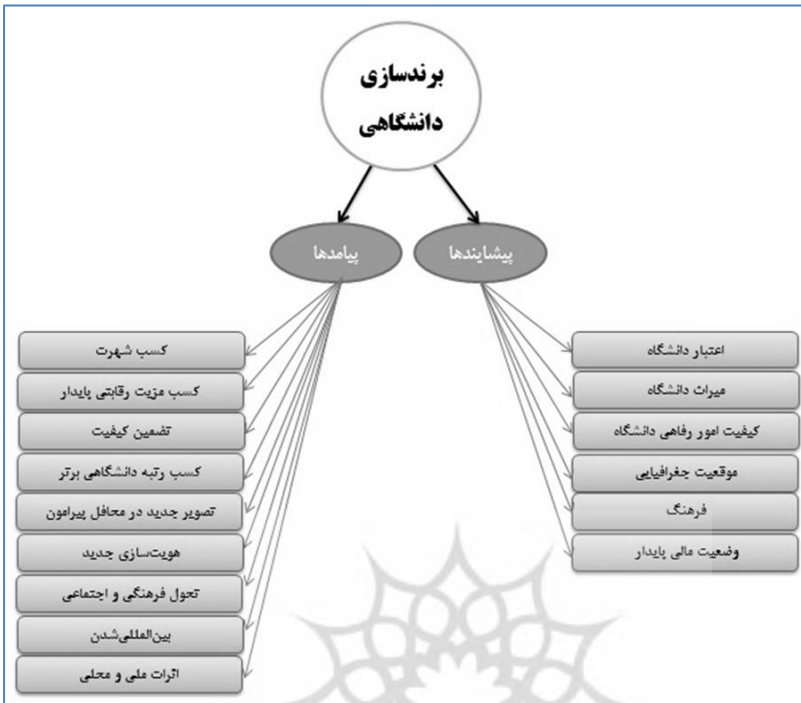 برندسازی
دانشگاهی
پیشایندها
پیامدها
اعتبار دانشگاه
میراث دانشگاه
کیفیت امور رفاهی دانشگاه
موقعیت جغرافیایی
فرهنگ
وضعیت مالی پایدار
کسب شهرت
کسب مزیت رقابتی پایدار
تضمین کیفیت
کسب رتبه دانشگاهی برتر
تصویر جدید در محافل پیرامون
هویت‌سازی جدید
تحول فرهنگی و اجتماعی
بین‌المللی‌شدن
اثرات ملی و محلی